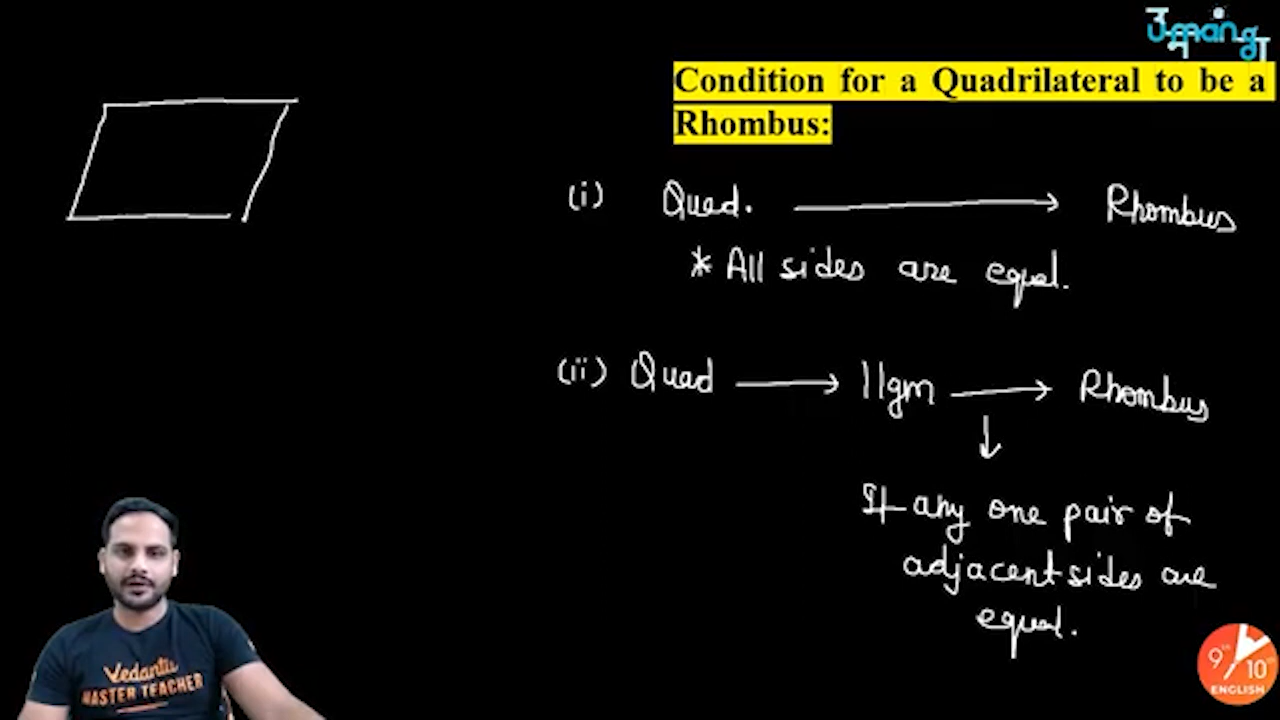 उमंग
Condition for a Quadrilateral to be a
Rhombus:
(i) Quad. → Rhombus
* All sides are equal.
(ii) Quad → ||gm → Rhombus
↓
If any one pair of
adjacent sides are
equal.
Vedantu
MASTER TEACHER
9th 10th
ENGLISH